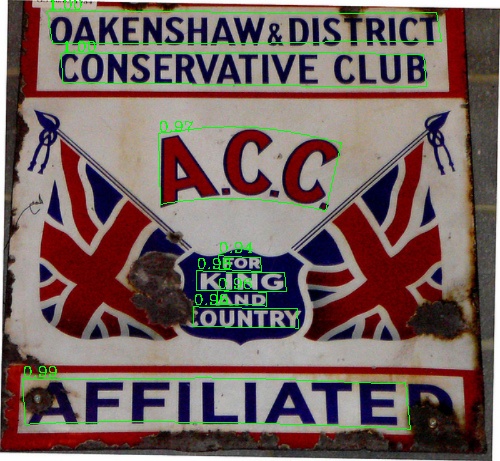 OAKENSHAW & DISTRICT
CONSERVATIVE CLUB
A.C.C.
FOR
KING
AND
COUNTRY
AFFILIATED